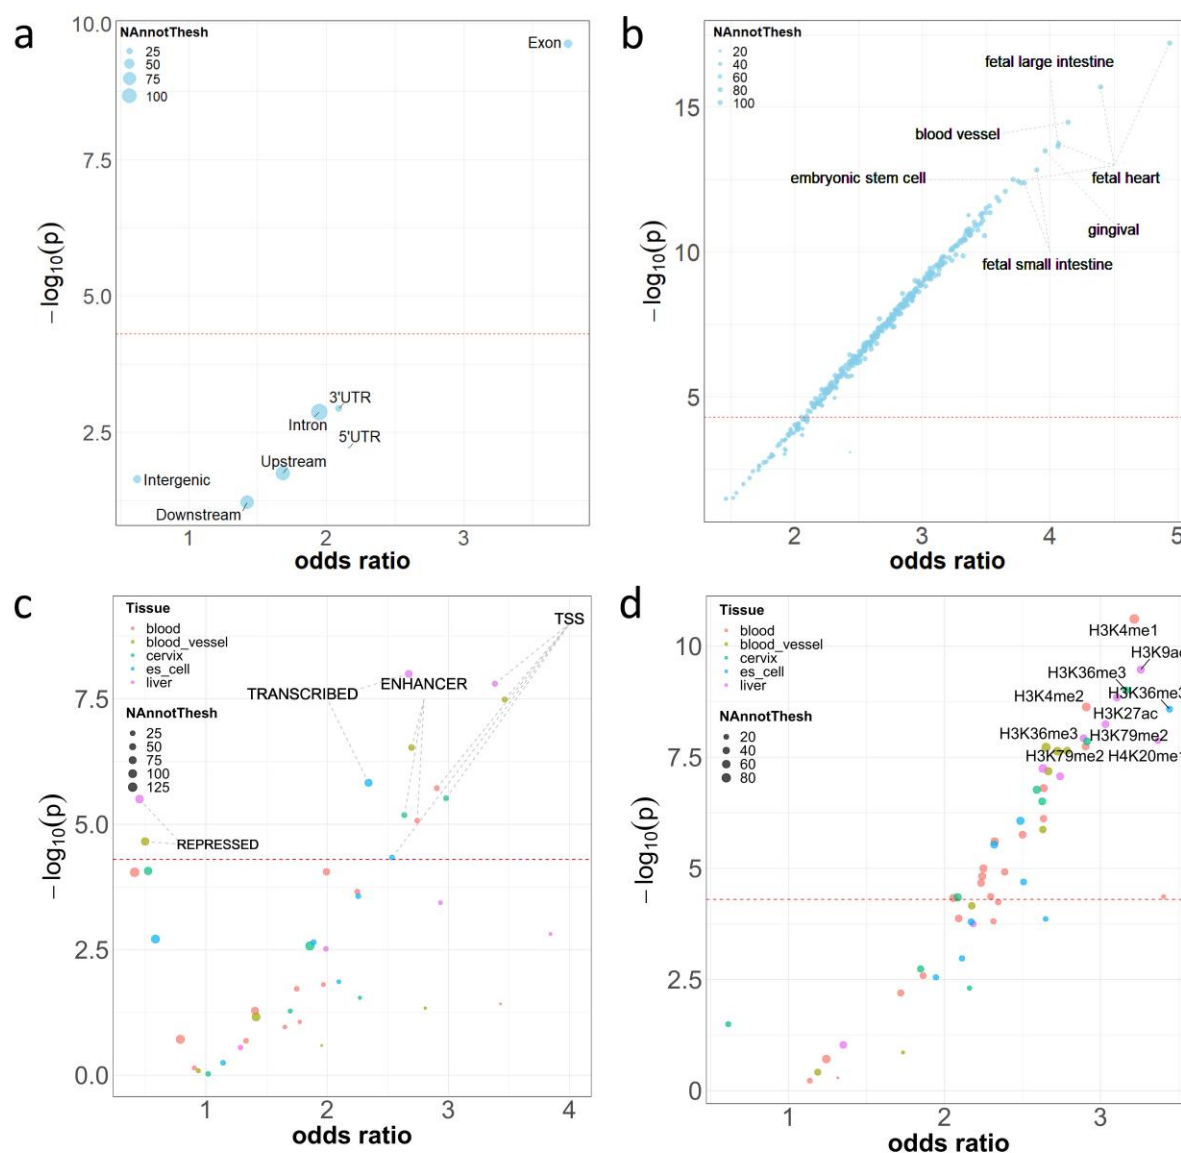 a
10.0
7.5
5.0
2.5
−log10(p)
NAnnotThesh
25
50
75
100
Exon
3'UTR
Intron
5'UTR
Upstream
Intergenic
Downstream
1
2
3
odds ratio
b
15
10
5
−log10(p)
NAnnotThesh
20
40
60
80
100
fetal large intestine
blood vessel
embryonic stem cell
fetal heart
gingival
fetal small intestine
2
3
4
5
odds ratio
c
7.5
5.0
2.5
0.0
−log10(p)
Tissue
blood
blood_vessel
cervix
es_cell
liver
NAnnotThesh
25
50
75
100
125
TSS
TRANSCRIBED
ENHANCER
REPRESSED
1
2
3
4
odds ratio
d
10
7.5
5
2.5
0
−log10(p)
Tissue
blood
blood_vessel
cervix
es_cell
liver
NAnnotThesh
20
40
60
80
H3K4me1
H3K9ac
H3K36me3
H3K4me2
H3K36me3
H3K27ac
H3K36me3
H3K79me2
H3K79me2
H4K20me1
1
2
3
odds ratio